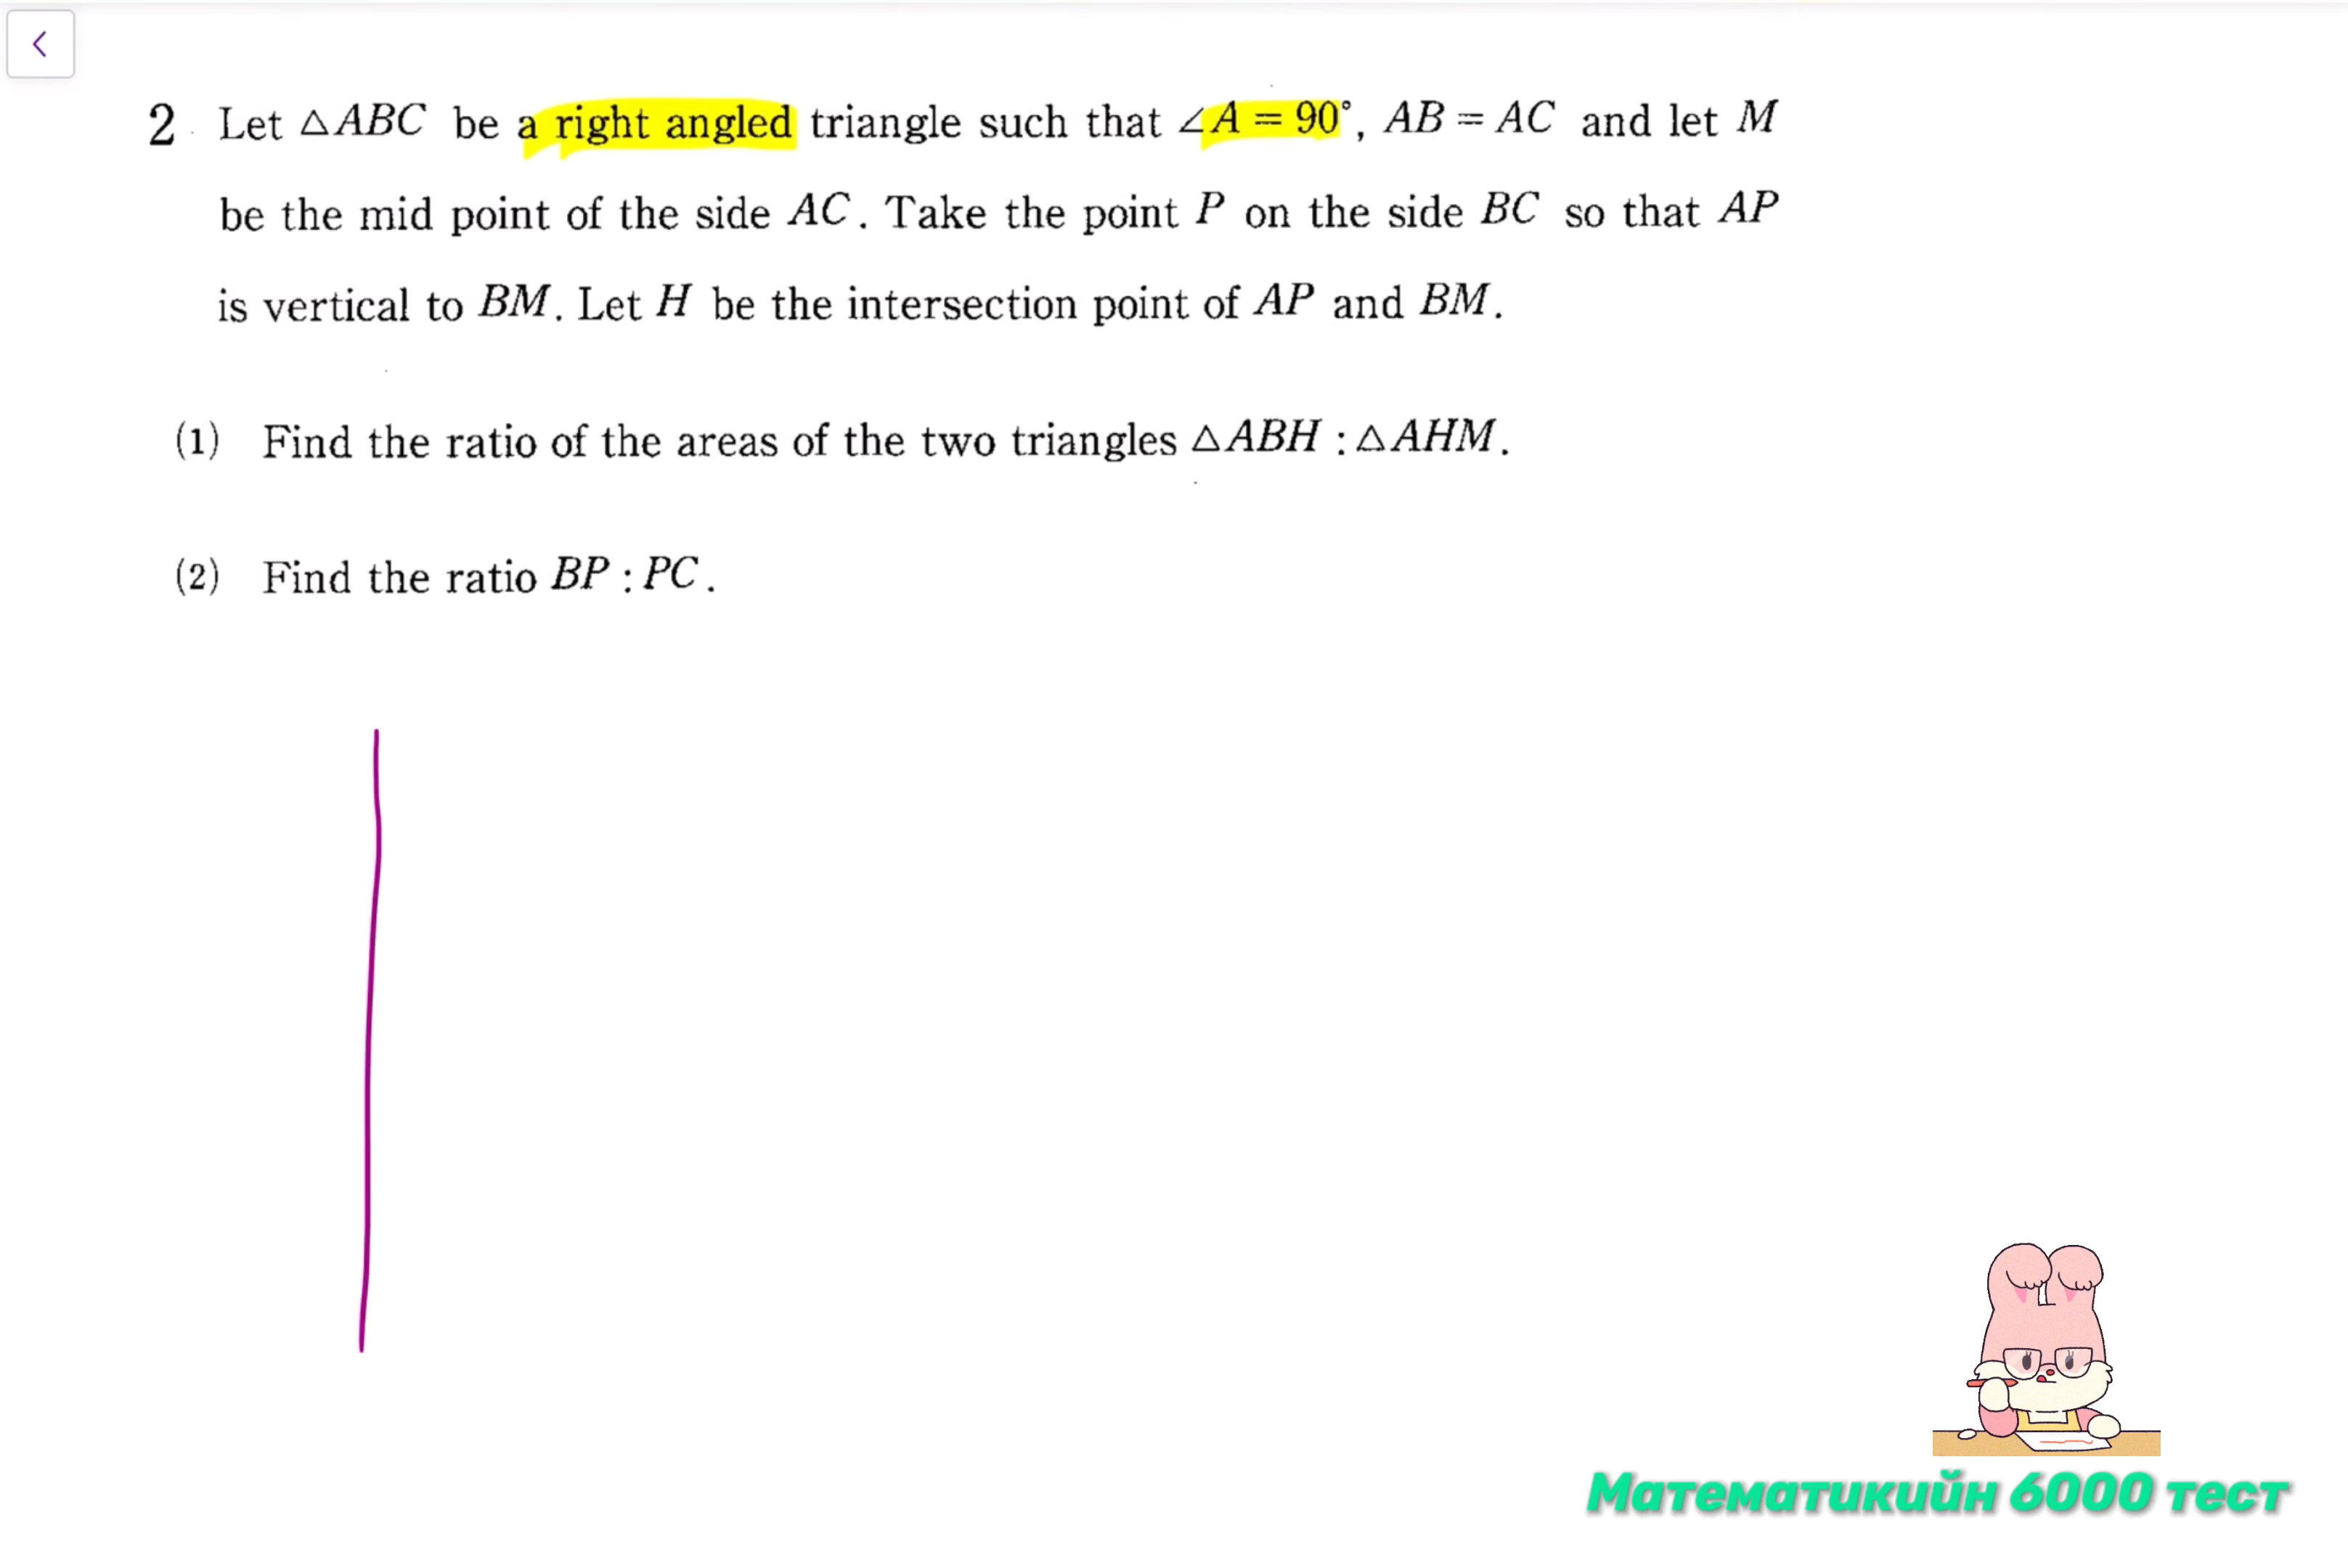 2 Let △ABC be a right angled triangle such that ∠A = 90°, AB = AC and let M
be the mid point of the side AC. Take the point P on the side BC so that AP
is vertical to BM. Let H be the intersection point of AP and BM.
(1) Find the ratio of the areas of the two triangles △ABH : △AHM.
(2) Find the ratio BP : PC.
Математикийн 6000 тест